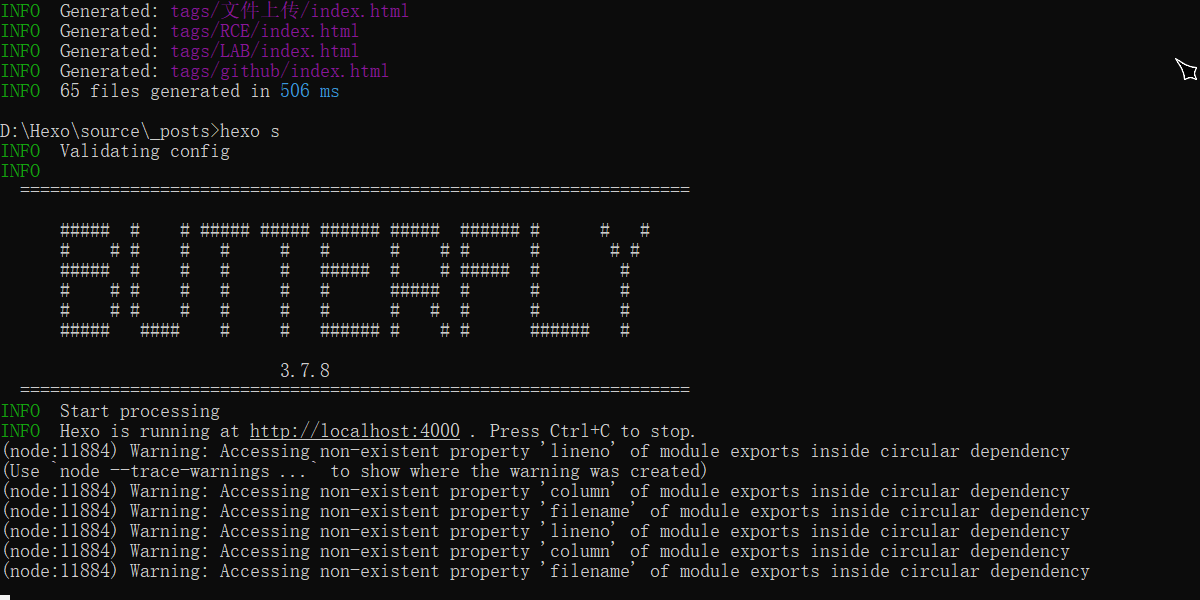 INFO  Generated: tags/文件上传/index.html
INFO  Generated: tags/RCE/index.html
INFO  Generated: tags/LAB/index.html
INFO  Generated: tags/github/index.html
INFO  65 files generated in 506 ms
D:\Hexo\source\_posts>hexo s
INFO  Validating config
INFO
===================================================================
BUTTERFLY
3.7.8
===================================================================
INFO  Start processing
INFO  Hexo is running at http://localhost:4000 . Press Ctrl+C to stop.
(node:11884) Warning: Accessing non-existent property 'lineno' of module exports inside circular dependency
(Use `node --trace-warnings ...` to show where the warning was created)
(node:11884) Warning: Accessing non-existent property 'column' of module exports inside circular dependency
(node:11884) Warning: Accessing non-existent property 'filename' of module exports inside circular dependency
(node:11884) Warning: Accessing non-existent property 'lineno' of module exports inside circular dependency
(node:11884) Warning: Accessing non-existent property 'column' of module exports inside circular dependency
(node:11884) Warning: Accessing non-existent property 'filename' of module exports inside circular dependency